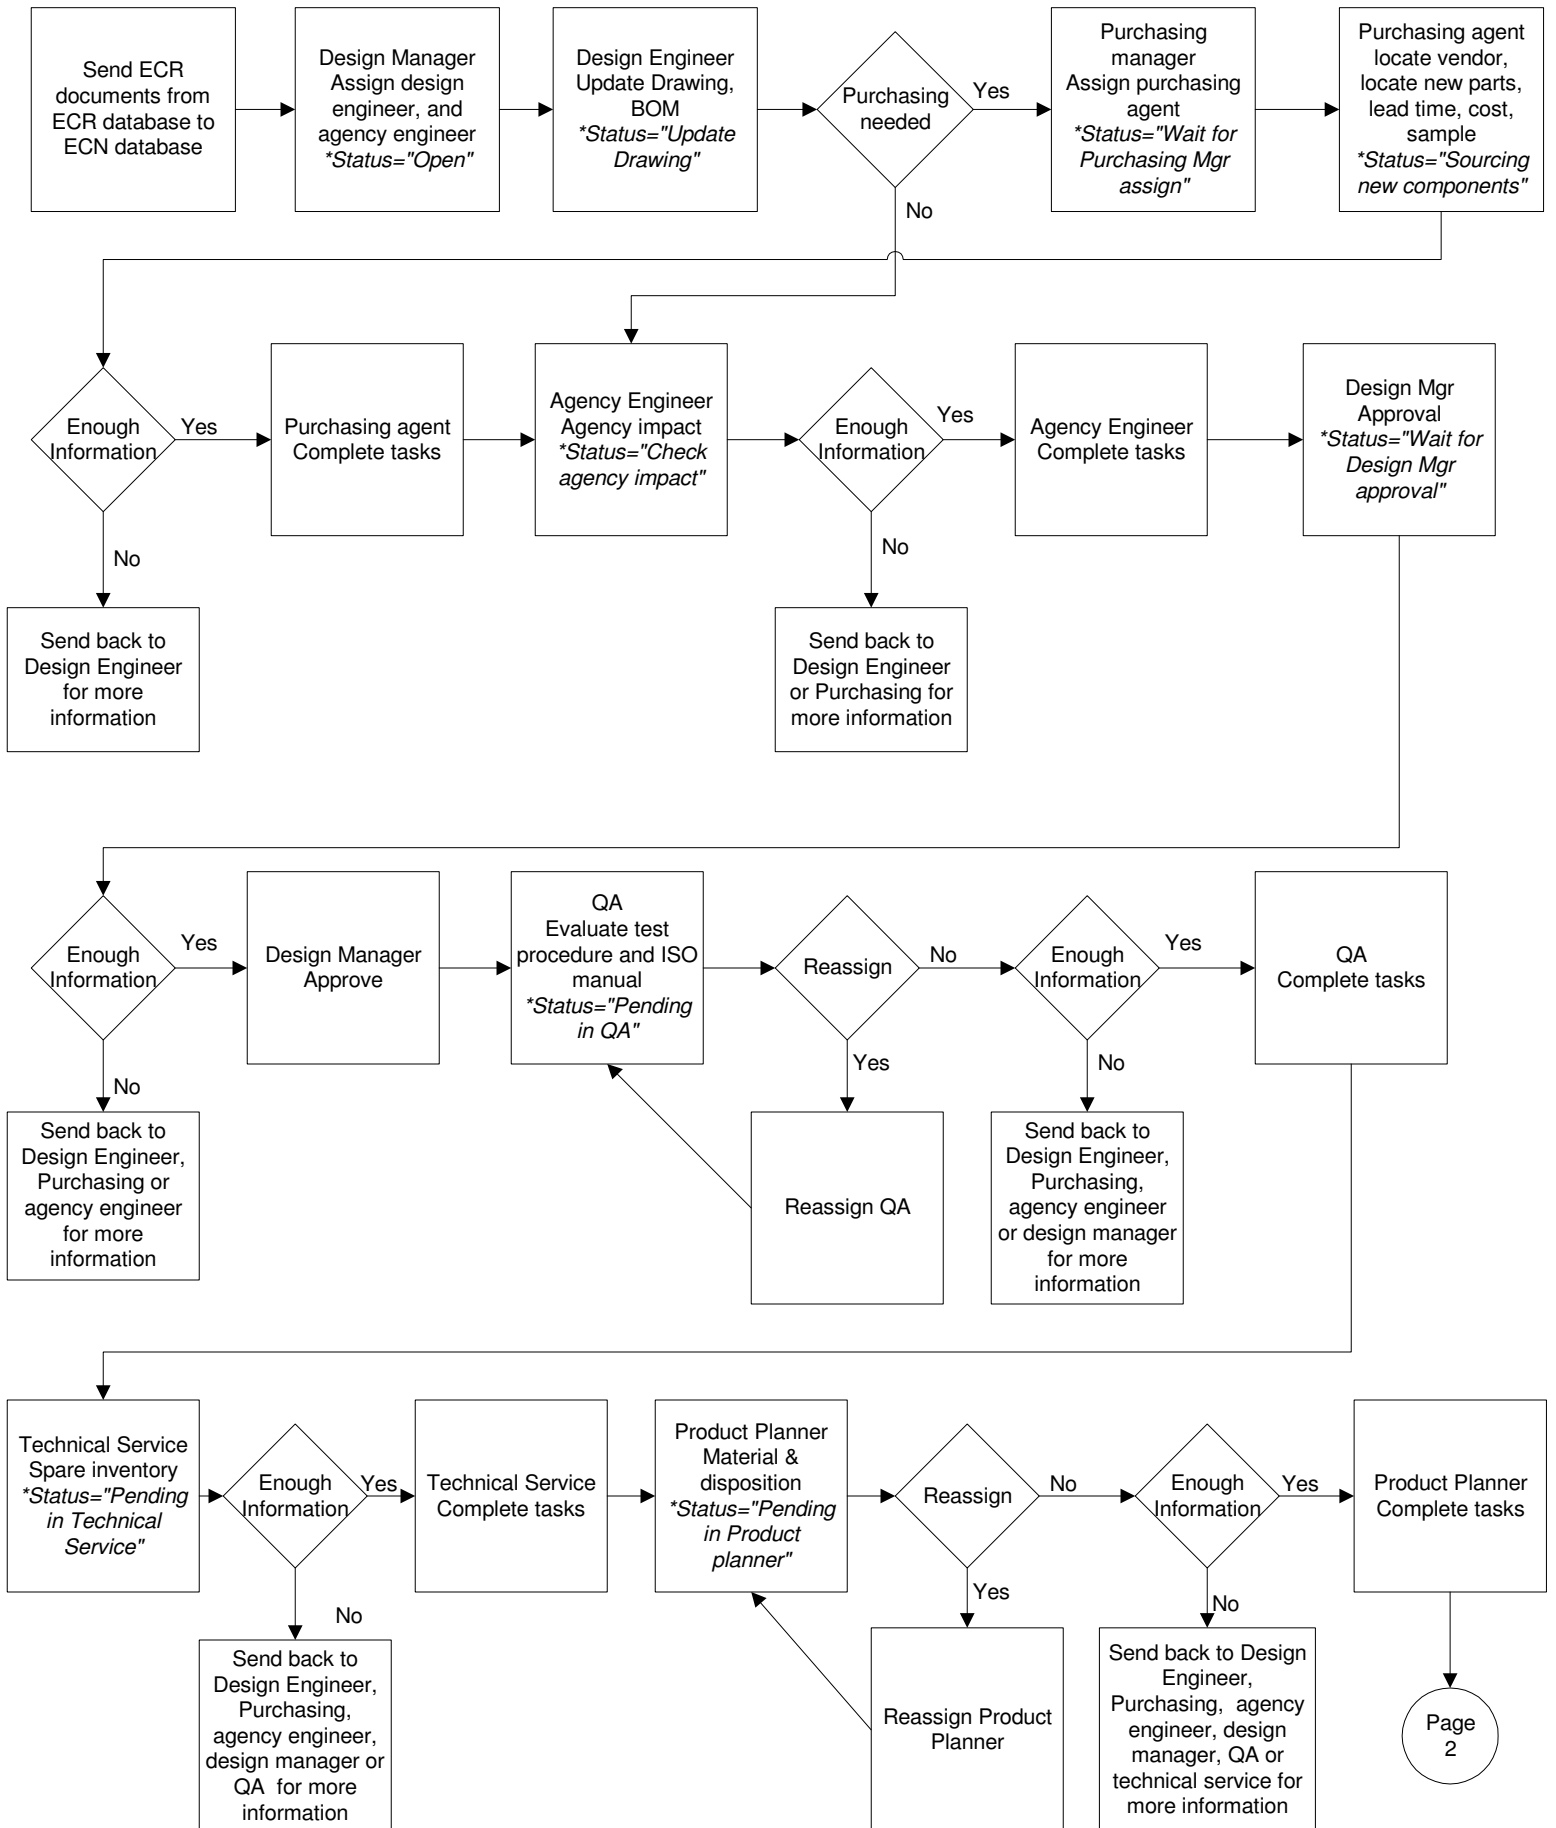 Send ECR
documents from
ECR database to
ECN database
Design Manager
Assign design
engineer, and
agency engineer
*Status="Open"
Design Engineer
Update Drawing,
BOM
*Status="Update
Drawing"
Purchasing
needed
Yes
No
Purchasing
manager
Assign purchasing
agent
*Status="Wait for
Purchasing Mgr
assign"
Purchasing agent
locate vendor,
locate new parts,
lead time, cost,
sample
*Status="Sourcing
new components"
Enough
Information
Yes
No
Send back to
Design Engineer
for more
information
Purchasing agent
Complete tasks
Agency Engineer
Agency impact
*Status="Check
agency impact"
Enough
Information
Yes
No
Send back to
Design Engineer
or Purchasing for
more information
Agency Engineer
Complete tasks
Design Mgr
Approval
*Status="Wait for
Design Mgr
approval"
Enough
Information
Yes
No
Send back to
Design Engineer,
Purchasing or
agency engineer
for more
information
Design Manager
Approve
QA
Evaluate test
procedure and ISO
manual
*Status="Pending
in QA"
Reassign
No
Yes
Reassign QA
Enough
Information
Yes
No
Send back to
Design Engineer,
Purchasing,
agency engineer
or design manager
for more
information
QA
Complete tasks
Technical Service
Spare inventory
*Status="Pending
in Technical
Service"
Enough
Information
Yes
No
Send back to
Design Engineer,
Purchasing,
agency engineer,
design manager or
QA for more
information
Technical Service
Complete tasks
Product Planner
Material &
disposition
*Status="Pending
in Product
planner"
Reassign
No
Yes
Reassign Product
Planner
Enough
Information
Yes
No
Send back to Design
Engineer,
Purchasing, agency
engineer, design
manager, QA or
technical service for
more information
Product Planner
Complete tasks
Page
2